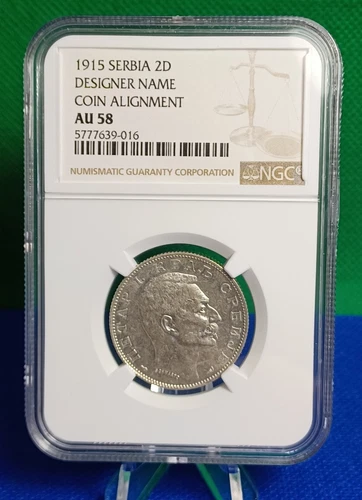 1915 SERBIA 2D
DESIGNER NAME
COIN ALIGNMENT
AU 58
5777639-016
NUMISMATIC GUARANTY CORPORATION
NGC